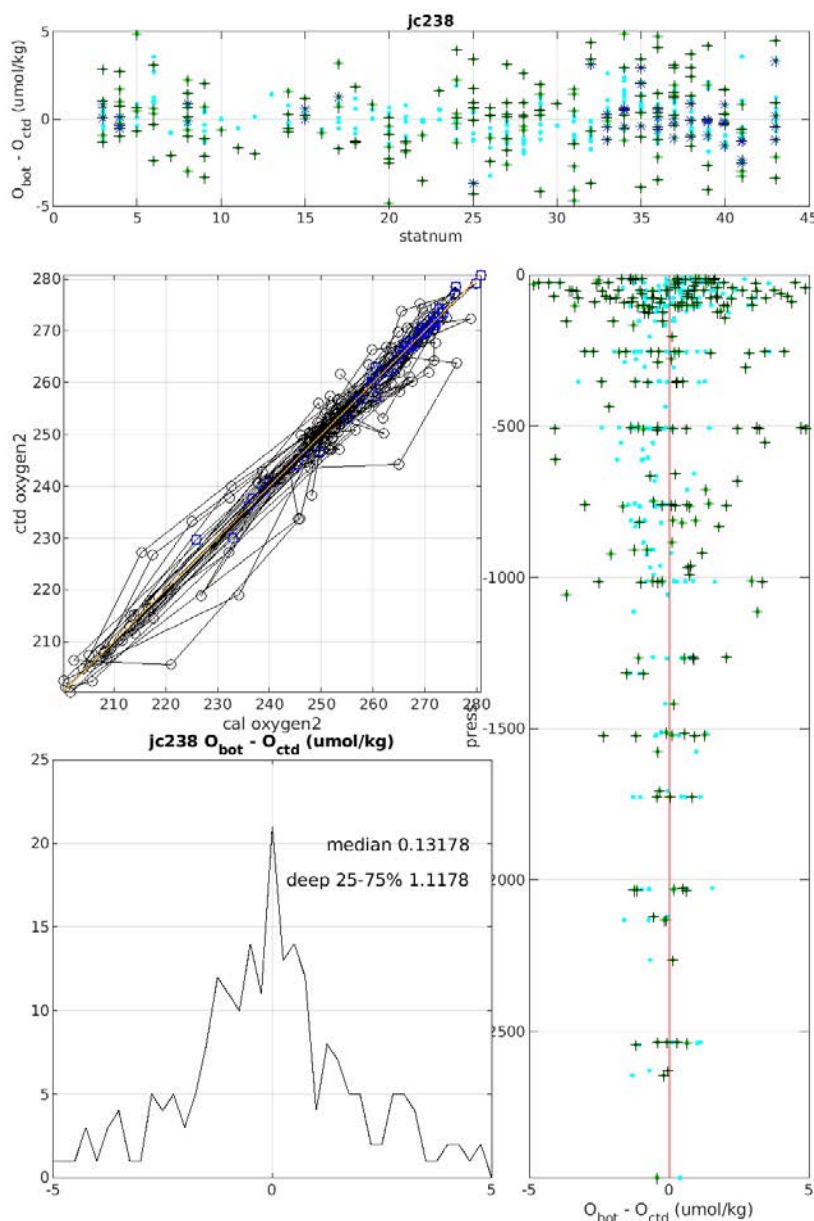 jc238
5
0
-5
O_bot - O_ctd (umol/kg)
0 5 10 15 20 25 30 35 40 45
statnum
280
270
260
250
240
230
220
210
ctd oxygen2
210 220 230 240 250 260 270 280
cal oxygen2
0
-500
-1000
-1500
-2000
-2500
press
-5 0 5
O_bot - O_ctd (umol/kg)
jc238 O_bot - O_ctd (umol/kg)
25
20
15
10
5
0
median 0.13178
deep 25-75% 1.1178
-5 0 5